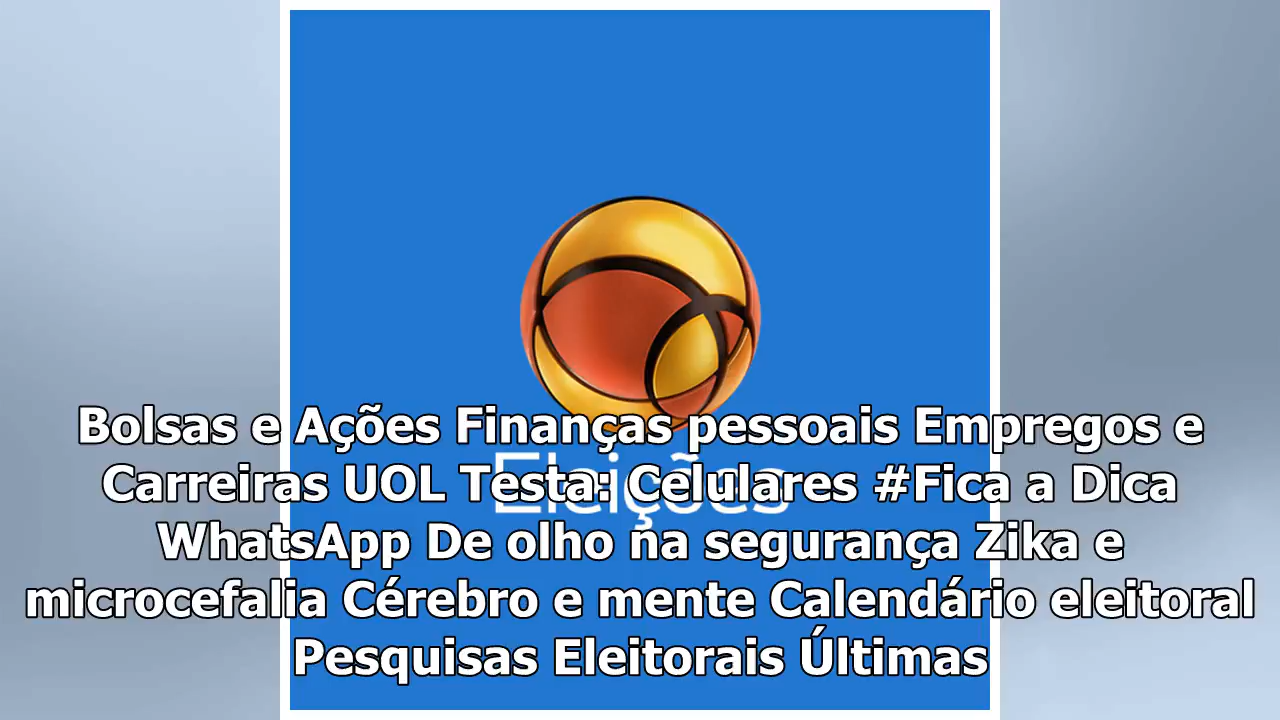 Bolsas e Ações Finanças pessoais Empregos e
Carreiras UOL Testa: Celulares #Fica a Dica
Eleições
WhatsApp De olho na segurança Zika e
microcefalia Cérebro e mente Calendário eleitoral
Pesquisas Eleitorais Últimas